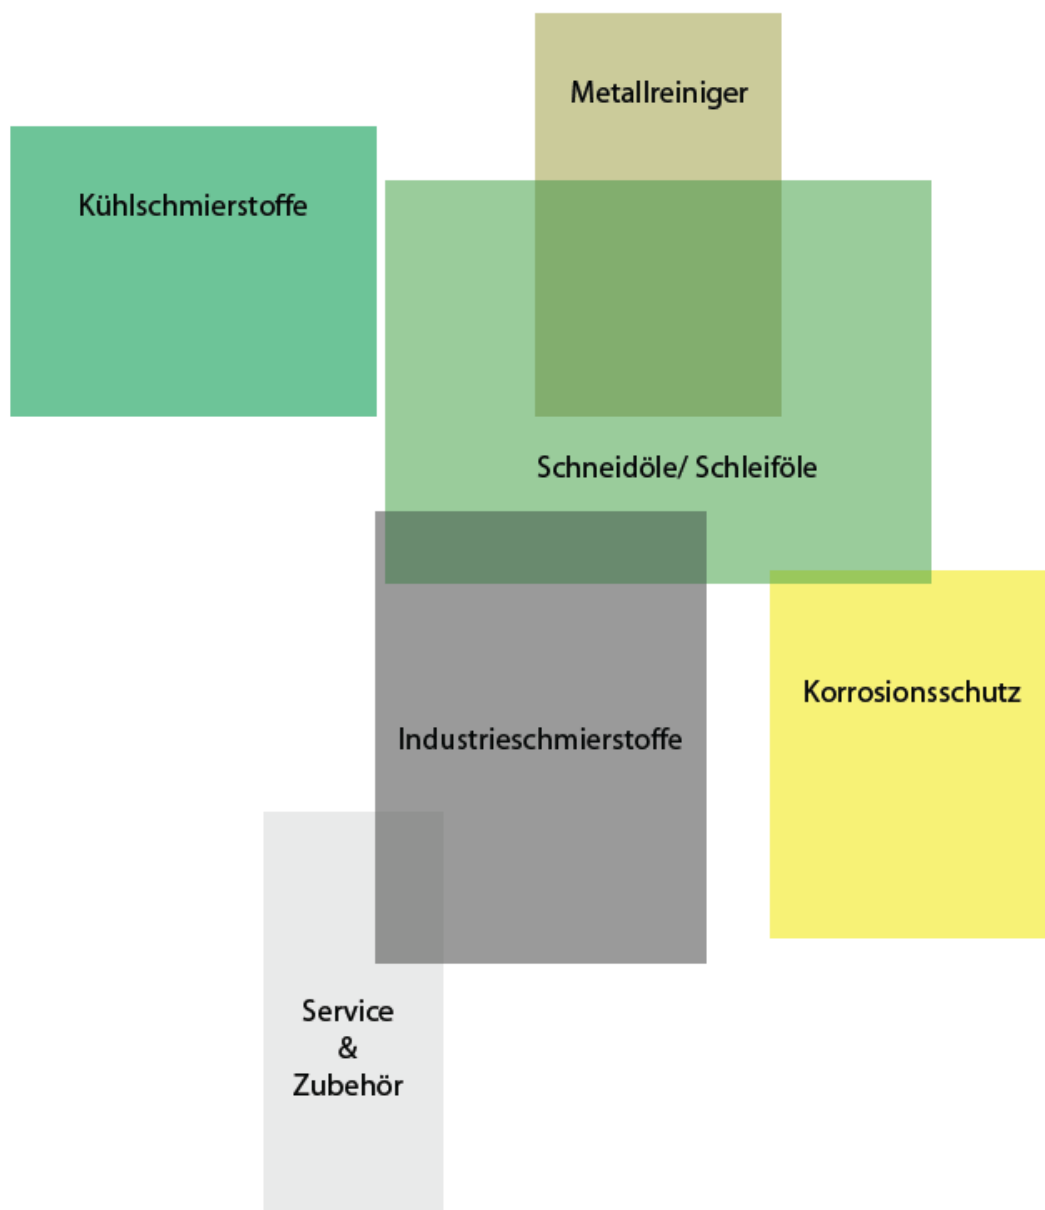 Metallreiniger
Kühlschmierstoffe
Schneidöle/ Schleiföle
Korrosionsschutz
Industrieschmierstoffe
Service
&
Zubehör